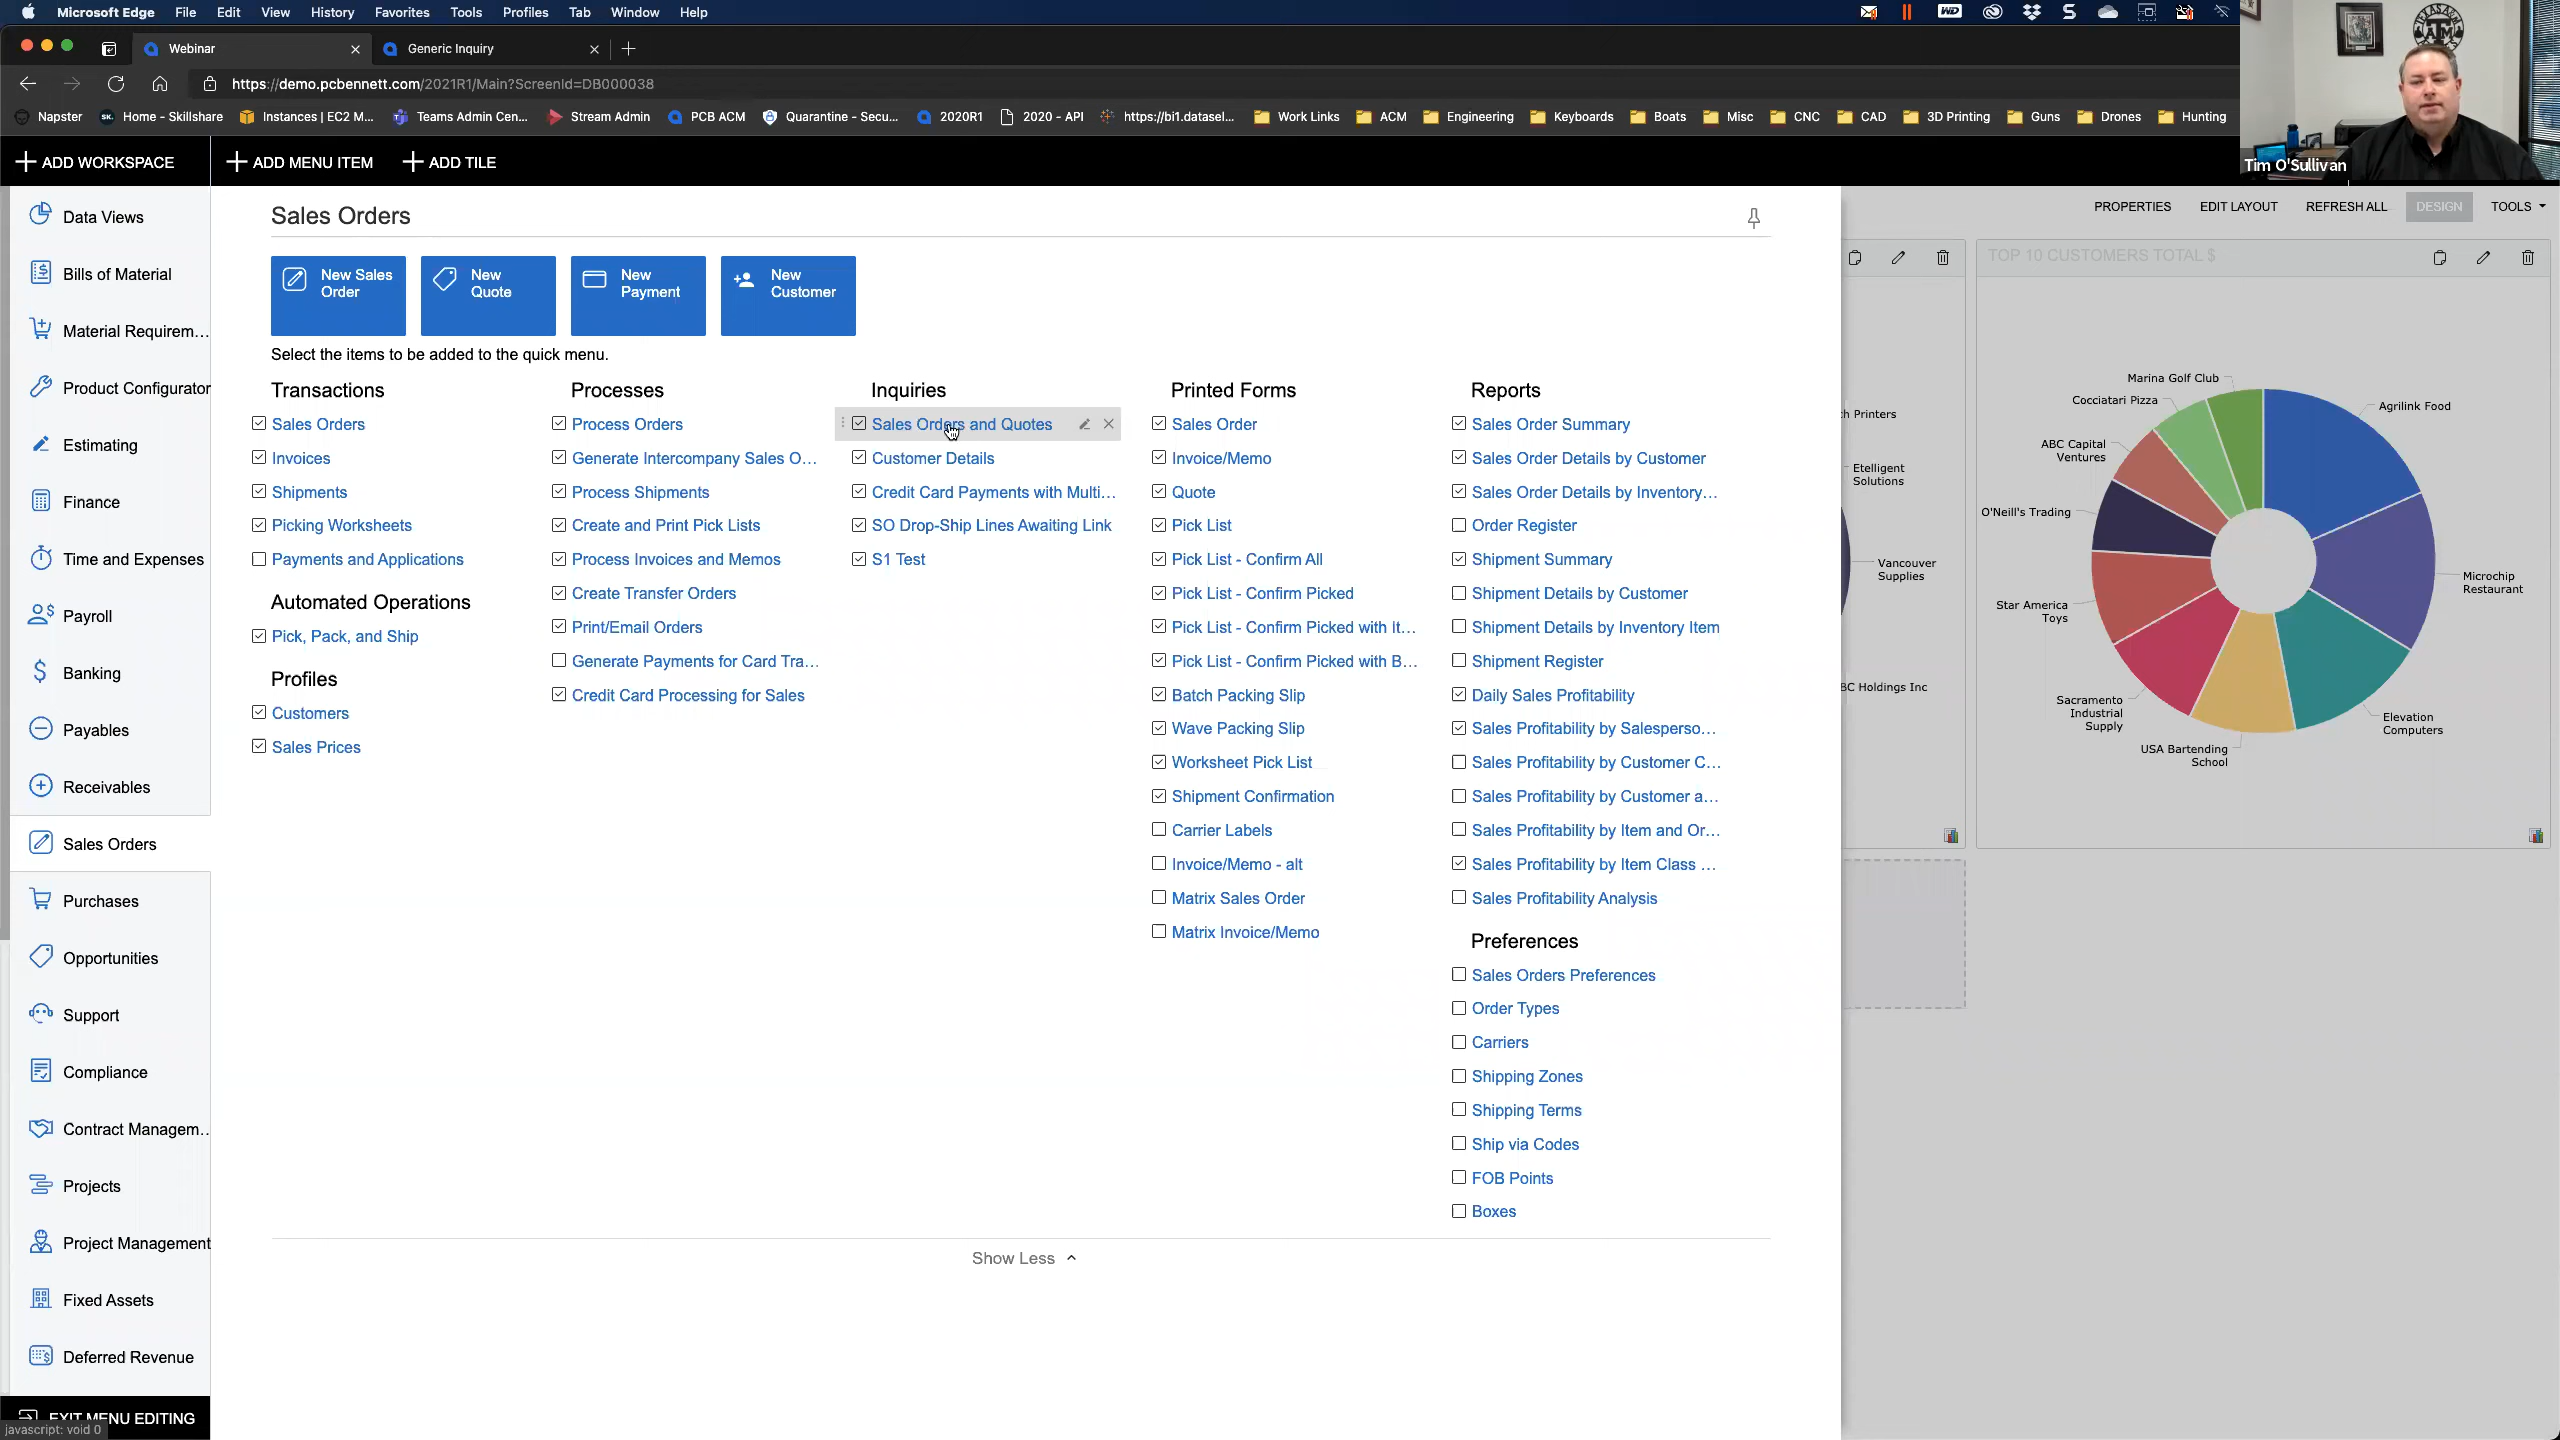 Microsoft Edge File Edit View History Favorites Tools Profiles Tab Window Help
WD
Webinar
Generic Inquiry
https://demo.pcbennett.com/2021R1/Main?ScreenId=DB000038
Napster
Home - Skillshare
Instances | EC2 M...
Teams Admin Cen...
Stream Admin
PCB ACM
Quarantine - Secu...
2020R1
2020 - API
https://bi1.datasel...
Work Links
ACM
Engineering
Keyboards
Boats
Misc
CNC
CAD
3D Printing
Guns
Drones
Hunting
Tim O'Sullivan
ADD WORKSPACE
ADD MENU ITEM
ADD TILE
Data Views
Bills of Material
Material Requirem...
Product Configurator
Estimating
Finance
Time and Expenses
Payroll
Banking
Payables
Receivables
Sales Orders
Purchases
Opportunities
Support
Compliance
Contract Managem...
Projects
Project Management
Fixed Assets
Deferred Revenue
EXIT MENU EDITING
javascript: void 0
Sales Orders
New Sales
Order
New
Quote
New
Payment
New
Customer
Select the items to be added to the quick menu.
Transactions
Sales Orders
Invoices
Shipments
Picking Worksheets
Payments and Applications
Automated Operations
Pick, Pack, and Ship
Profiles
Customers
Sales Prices
Processes
Process Orders
Generate Intercompany Sales O...
Process Shipments
Create and Print Pick Lists
Process Invoices and Memos
Create Transfer Orders
Print/Email Orders
Generate Payments for Card Tra...
Credit Card Processing for Sales
Inquiries
Sales Orders and Quotes
Customer Details
Credit Card Payments with Multi...
SO Drop-Ship Lines Awaiting Link
S1 Test
Printed Forms
Sales Order
Invoice/Memo
Quote
Pick List
Pick List - Confirm All
Pick List - Confirm Picked
Pick List - Confirm Picked with It...
Pick List - Confirm Picked with B...
Batch Packing Slip
Wave Packing Slip
Worksheet Pick List
Shipment Confirmation
Carrier Labels
Invoice/Memo - alt
Matrix Sales Order
Matrix Invoice/Memo
Reports
Sales Order Summary
Sales Order Details by Customer
Sales Order Details by Inventory...
Order Register
Shipment Summary
Shipment Details by Customer
Shipment Details by Inventory Item
Shipment Register
Daily Sales Profitability
Sales Profitability by Salesperso...
Sales Profitability by Customer C...
Sales Profitability by Customer a...
Sales Profitability by Item and Or...
Sales Profitability by Item Class ...
Sales Profitability Analysis
Preferences
Sales Orders Preferences
Order Types
Carriers
Shipping Zones
Shipping Terms
Ship via Codes
FOB Points
Boxes
Show Less
PROPERTIES
EDIT LAYOUT
REFRESH ALL
DESIGN
TOOLS
TOP 10 CUSTOMERS TOTAL $
ch Printers
Etelligent
Solutions
Vancouver
Supplies
BC Holdings Inc
Marina Golf Club
Cocciatari Pizza
ABC Capital
Ventures
O'Neill's Trading
Star America
Toys
Sacramento
Industrial
Supply
USA Bartending
School
Agrilink Food
Microchip
Restaurant
Elevation
Computers